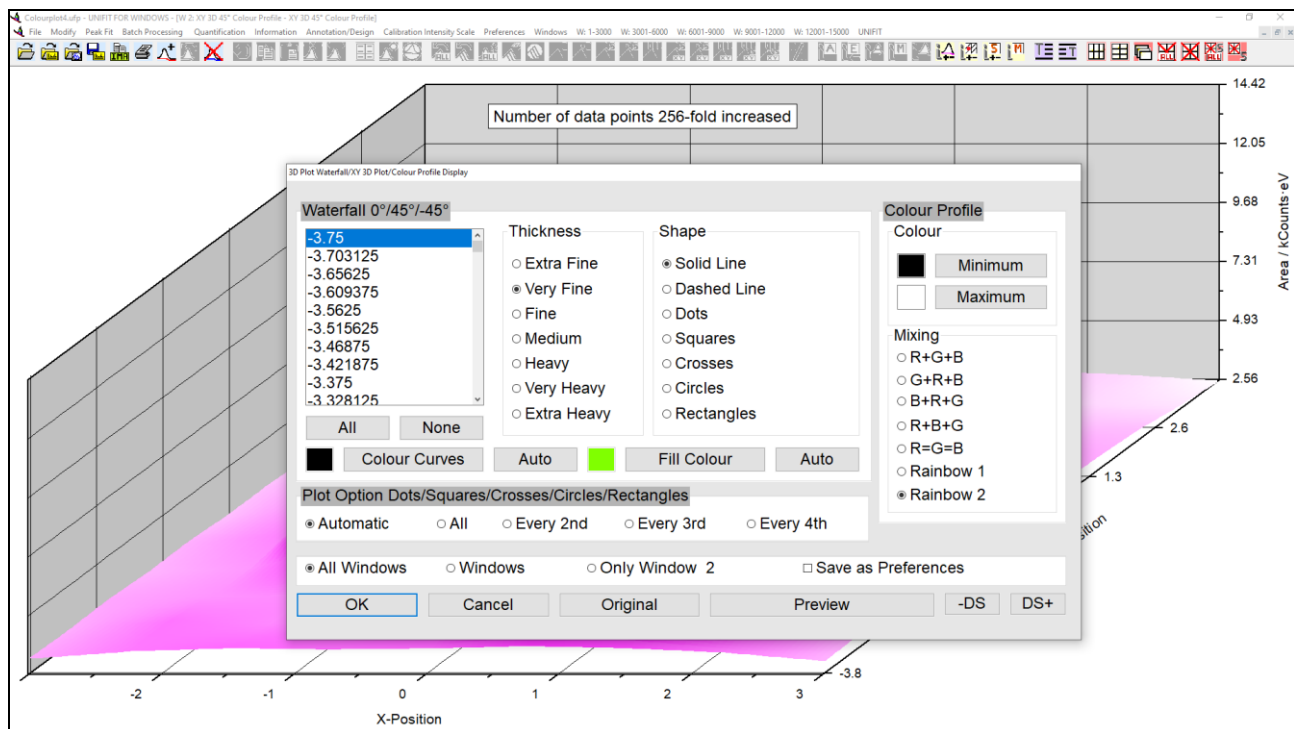 Colourplot4.ufp - UNIFIT FOR WINDOWS - [W 2: XY 3D 45° Colour Profile - XY 3D 45° Colour Profile]
File Modify Peak Fit Batch Processing Quantification Information Annotation/Design Calibration Intensity Scale Preferences Windows W: 1-3000 W: 3001-6000 W: 6001-9000 W: 9001-12000 W: 12001-15000 UNIFIT
Number of data points 256-fold increased
14.42
12.05
9.68
7.31
4.93
2.56
Area / kCounts·eV
3D Plot Waterfall/XY 3D Plot/Colour Profile Display
Waterfall 0°/45°/-45°
-3.75
-3.703125
-3.65625
-3.609375
-3.5625
-3.515625
-3.46875
-3.421875
-3.375
-3.328125
All None
Thickness
Extra Fine
Very Fine
Fine
Medium
Heavy
Very Heavy
Extra Heavy
Shape
Solid Line
Dashed Line
Dots
Squares
Crosses
Circles
Rectangles
Colour Curves Auto Fill Colour Auto
Colour Profile
Colour
Minimum
Maximum
Mixing
R+G+B
G+R+B
B+R+G
R+B+G
R=G=B
Rainbow 1
Rainbow 2
Plot Option Dots/Squares/Crosses/Circles/Rectangles
Automatic All Every 2nd Every 3rd Every 4th
All Windows Windows Only Window 2 Save as Preferences
OK Cancel Original Preview -DS DS+
2.6
1.3
-3.8
-2 -1 0 1 2 3
X-Position